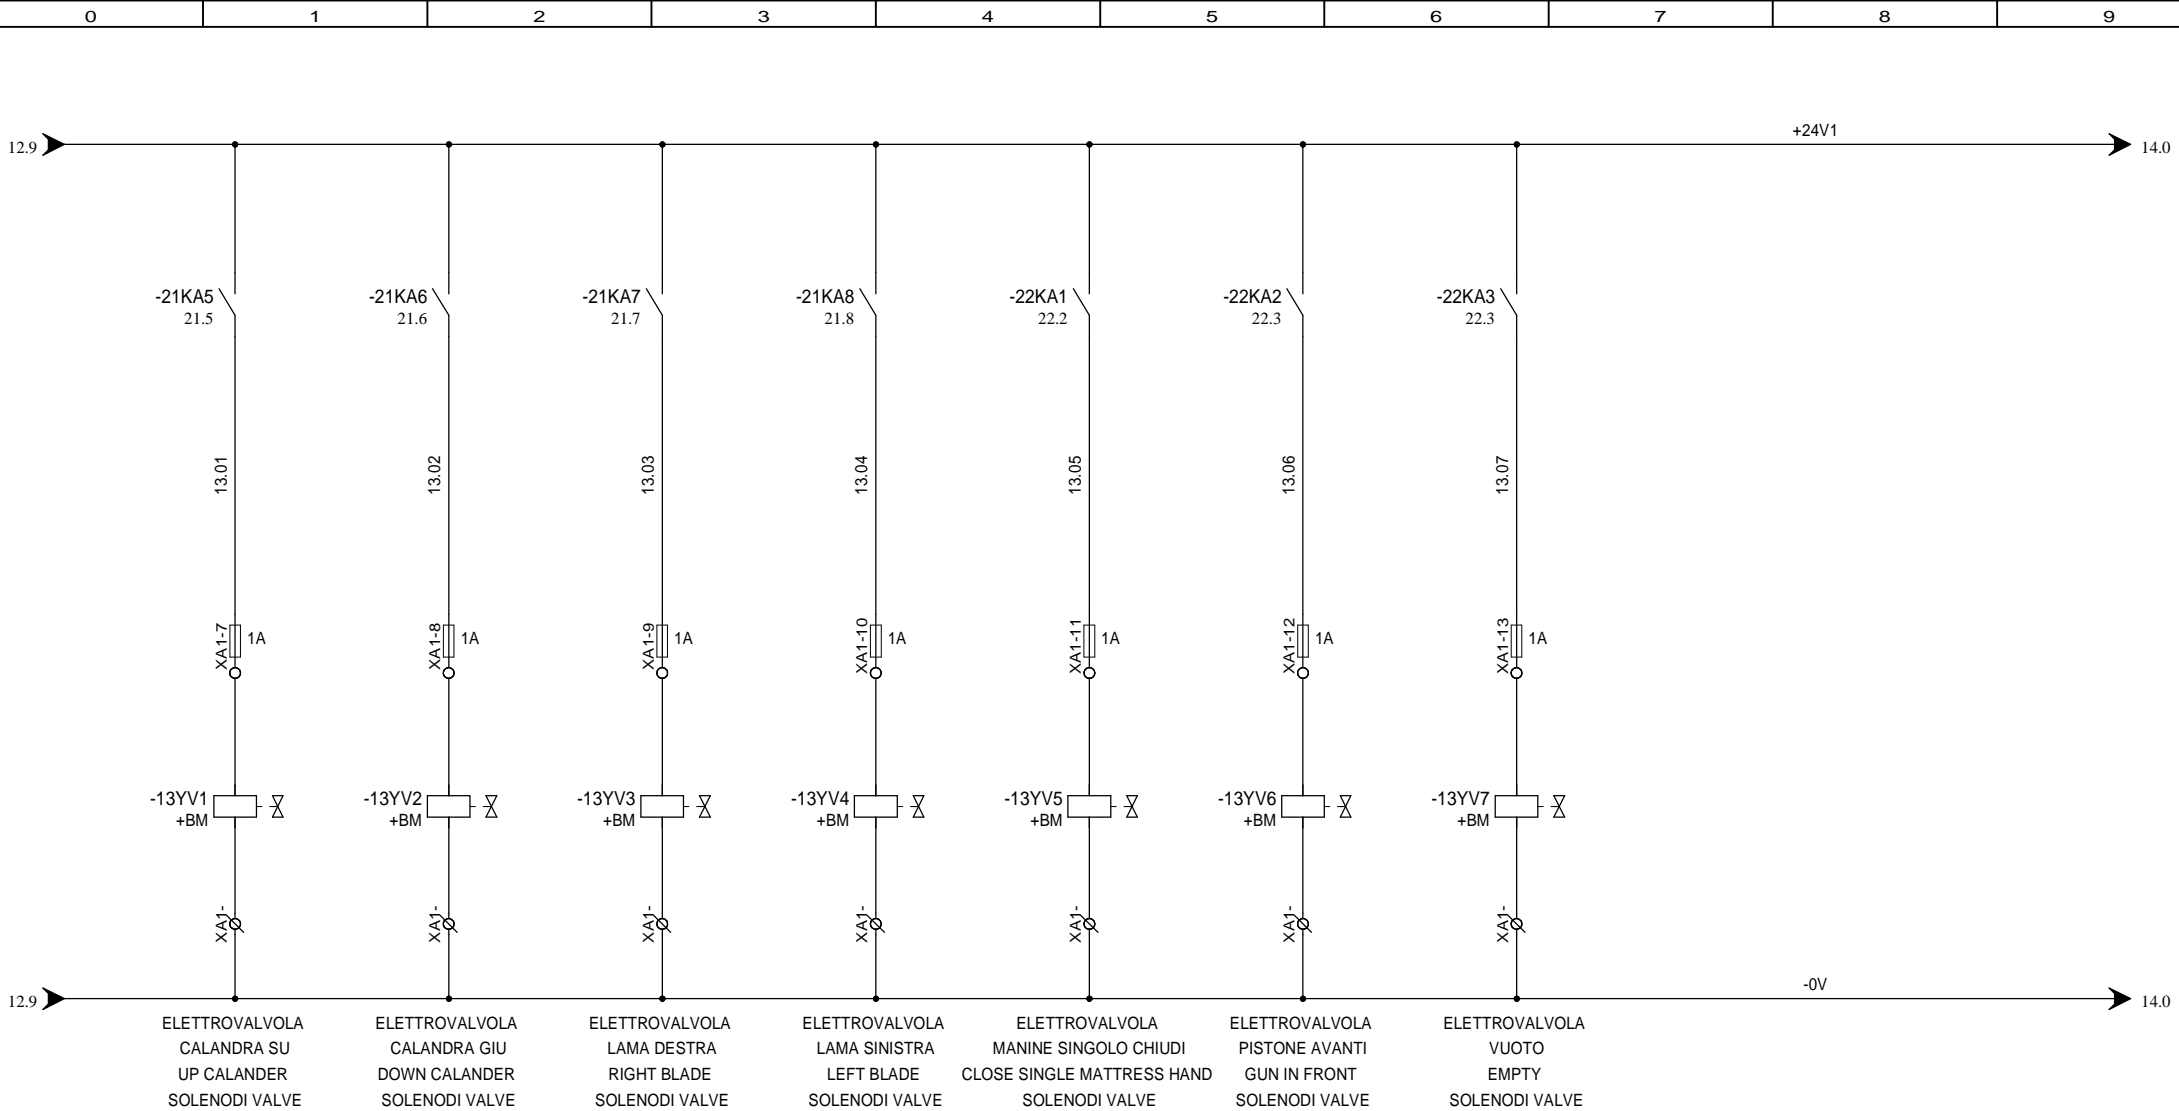 0 1 2 3 4 5 6 7 8 9
+24V1
12.9 14.0
-21KA5 -21KA6 -21KA7 -21KA8 -22KA1 -22KA2 -22KA3
21.5 21.6 21.7 21.8 22.2 22.3 22.3
13.01 13.02 13.03 13.04 13.05 13.06 13.07
XA1-7 1A XA1-8 1A XA1-9 1A XA1-10 1A XA1-11 1A XA1-12 1A XA1-13 1A
-13YV1 -13YV2 -13YV3 -13YV4 -13YV5 -13YV6 -13YV7
+BM +BM +BM +BM +BM +BM +BM
XA1- XA1- XA1- XA1- XA1- XA1- XA1-
-0V
12.9 14.0
ELETTROVALVOLA ELETTROVALVOLA ELETTROVALVOLA ELETTROVALVOLA ELETTROVALVOLA ELETTROVALVOLA ELETTROVALVOLA
CALANDRA SU CALANDRA GIU LAMA DESTRA LAMA SINISTRA MANINE SINGOLO CHIUDI PISTONE AVANTI VUOTO
UP CALANDER DOWN CALANDER RIGHT BLADE LEFT BLADE CLOSE SINGLE MATTRESS HAND GUN IN FRONT EMPTY
SOLENODI VALVE SOLENODI VALVE SOLENODI VALVE SOLENODI VALVE SOLENODI VALVE SOLENODI VALVE SOLENODI VALVE